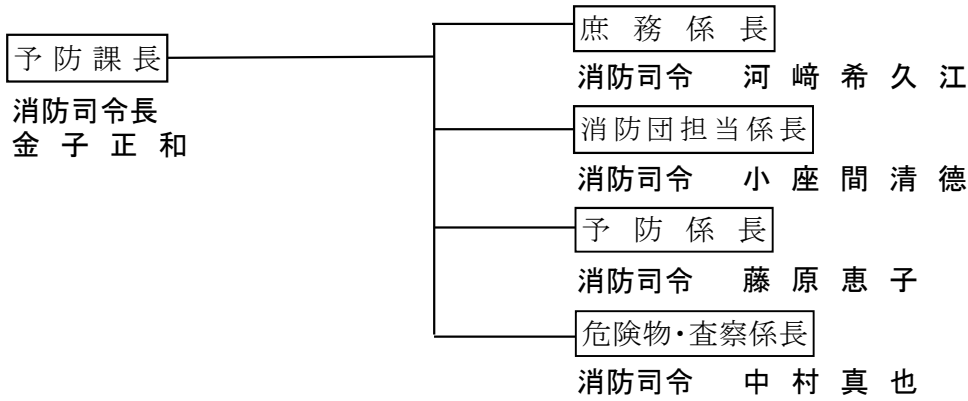 予防課長
消防司令長
金子正和
庶務係長
消防司令　河﨑希久江
消防団担当係長
消防司令　小座間清德
予防係長
消防司令　藤原恵子
危険物・査察係長
消防司令　中村真也